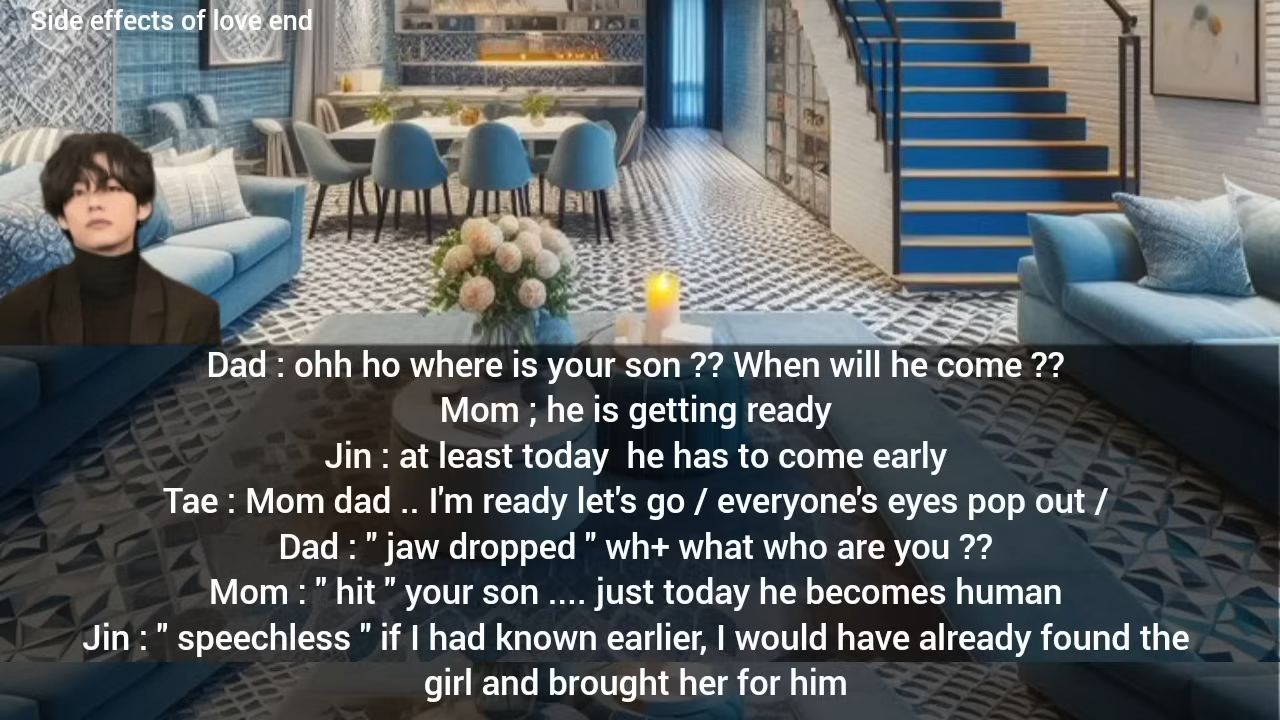 Side effects of love end
Dad : ohh ho where is your son ?? When will he come ??
Mom ; he is getting ready
Jin : at least today  he has to come early
Tae : Mom dad .. I'm ready let's go / everyone's eyes pop out /
Dad : " jaw dropped " wh+ what who are you ??
Mom : " hit " your son .... just today he becomes human
Jin : " speechless " if I had known earlier, I would have already found the
girl and brought her for him